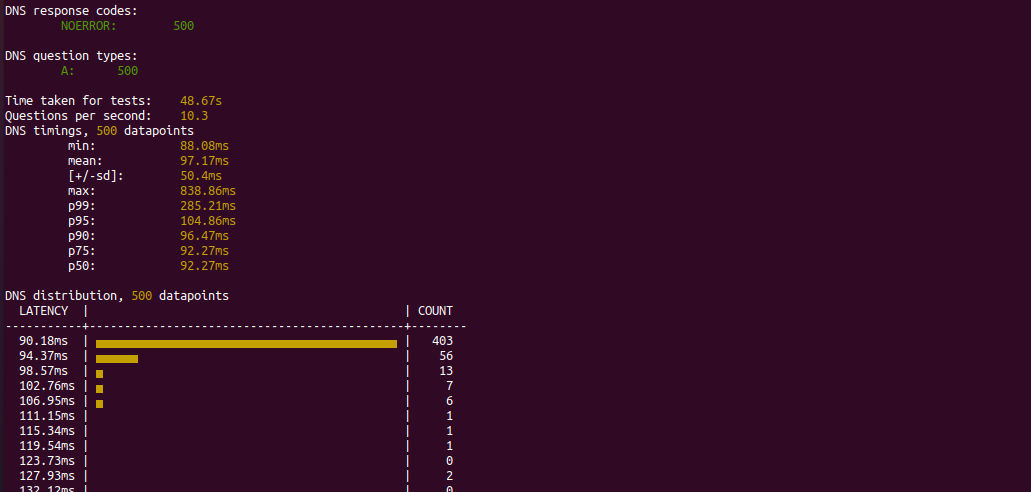 DNS response codes:
NOERROR: 500
DNS question types:
A: 500
Time taken for tests: 48.67s
Questions per second: 10.3
DNS timings, 500 datapoints
min: 88.08ms
mean: 97.17ms
[+/-sd]: 50.4ms
max: 838.86ms
p99: 285.21ms
p95: 104.86ms
p90: 96.47ms
p75: 92.27ms
p50: 92.27ms
DNS distribution, 500 datapoints
LATENCY | | COUNT
-----------+---------------------------------------------+--------
90.18ms | | 403
94.37ms | | 56
98.57ms | | 13
102.76ms | | 7
106.95ms | | 6
111.15ms | | 1
115.34ms | | 1
119.54ms | | 1
123.73ms | | 0
127.93ms | | 2
132.12ms | | 0